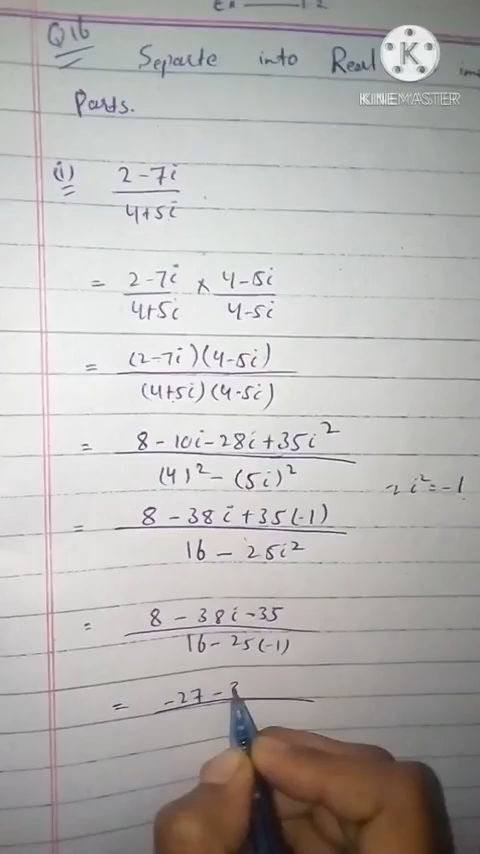 Q16 Separate into Real im
Parts.
(i) 2-7i / 4+5i
= 2-7i / 4+5i × 4-5i / 4-5i
= (2-7i)(4-5i) / (4+5i)(4-5i)
= 8-10i-28i+35i² / (4)²-(5i)²
∵ i²=-1
= 8-38i+35(-1) / 16-25i²
= 8-38i-35 / 16-25(-1)
= -27-3
K
KINEMASTER